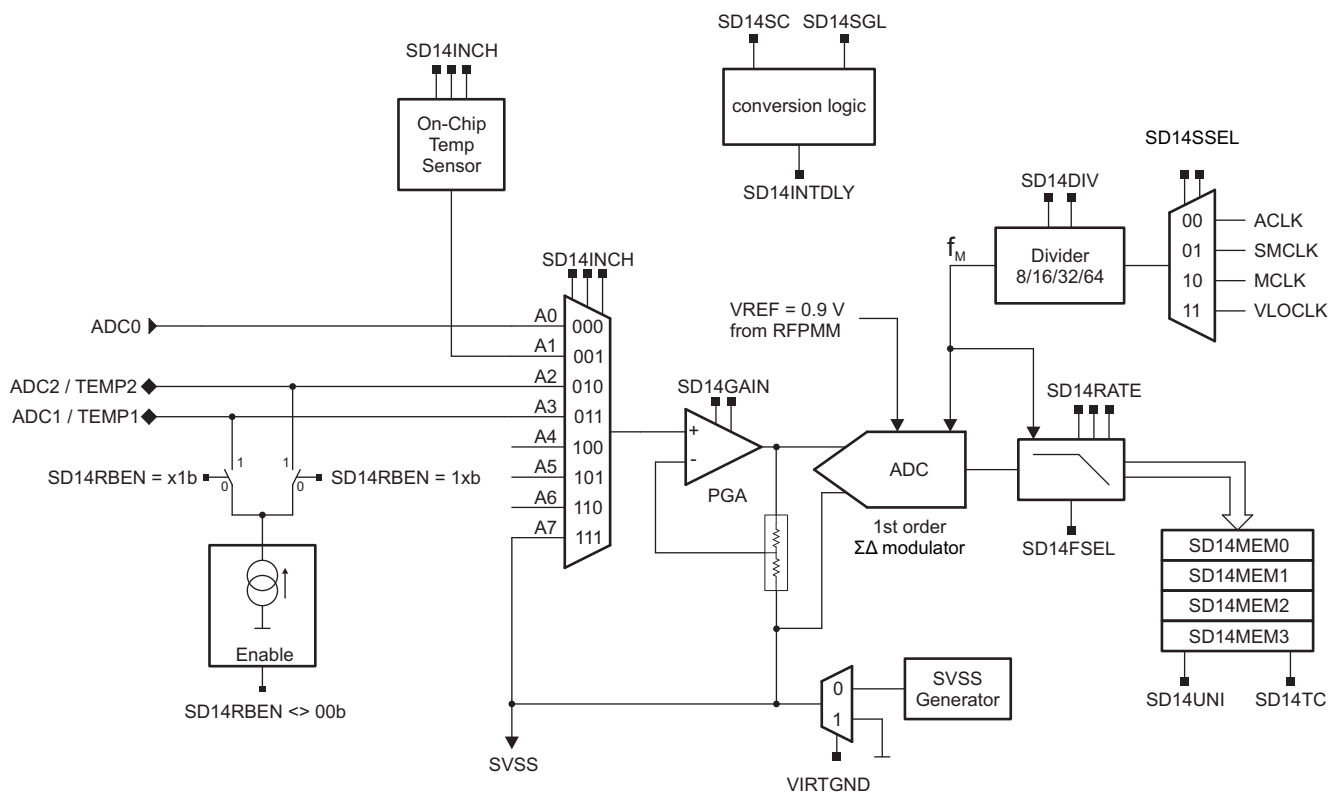 SD14SC SD14SGL
SD14INCH
conversion logic
On-Chip
Temp
Sensor
SD14SSEL
SD14INTDLY
SD14DIV
00 ACLK
01 SMCLK
10 MCLK
11 VLOCLK
fM
Divider
8/16/32/64
SD14INCH
VREF = 0.9 V
from RFPMM
ADC0
A0 000
A1 001
ADC2 / TEMP2
A2 010
ADC1 / TEMP1
A3 011
A4 100
A5 101
A6 110
A7 111
SD14GAIN
+
-
PGA
ADC
1st order
ΣΔ modulator
SD14RATE
SD14FSEL
SD14RBEN = x1b
1
0
1
0
SD14RBEN = 1xb
Enable
SD14RBEN <> 00b
SD14MEM0
SD14MEM1
SD14MEM2
SD14MEM3
SD14UNI SD14TC
0
1
SVSS
Generator
SVSS
VIRTGND